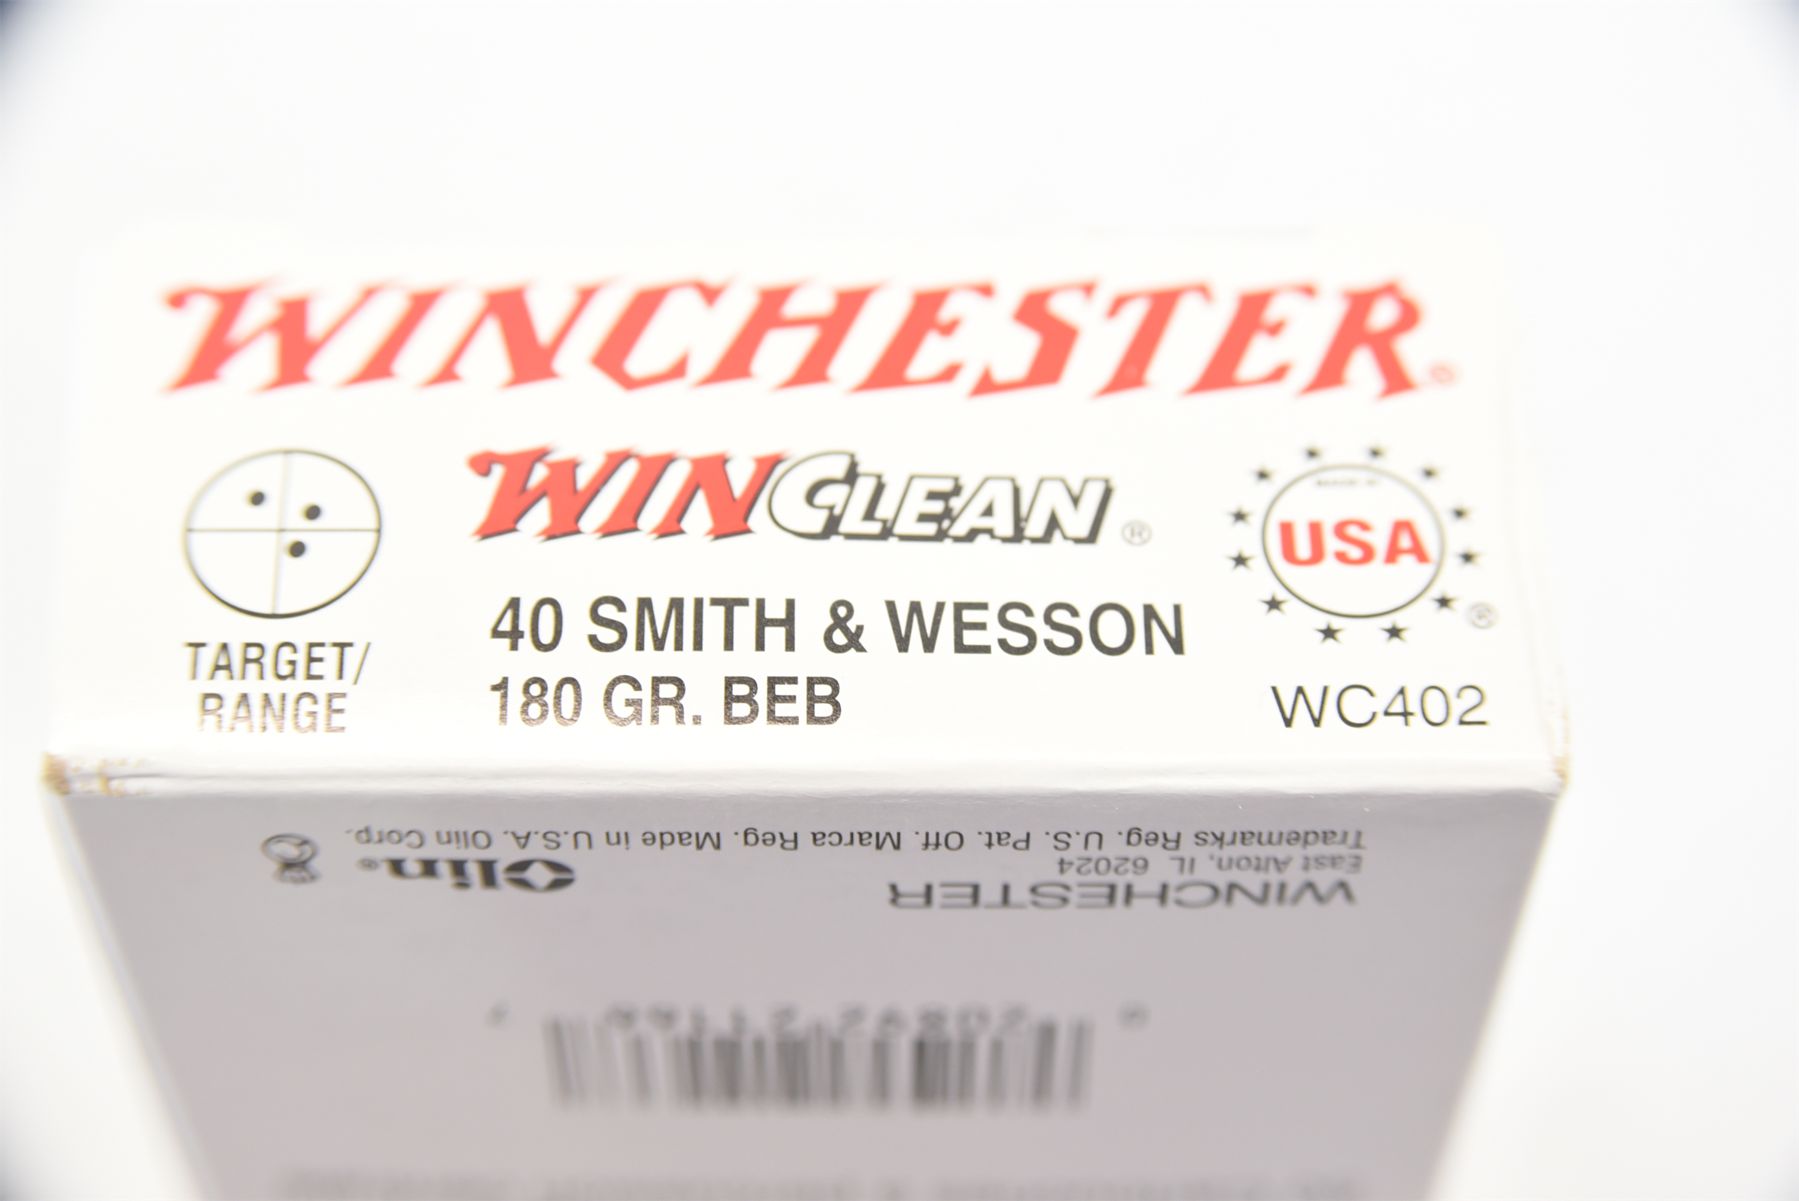 WINCHESTER®
WINCLEAN®
40 SMITH & WESSON
180 GR. BEB
TARGET/
RANGE
USA
®
WC402
WINCHESTER
East Alton, IL 62024
Trademarks Reg. U.S. Pat. Off. Marca Reg. Made in U.S.A. Olin Corp.
Olin®